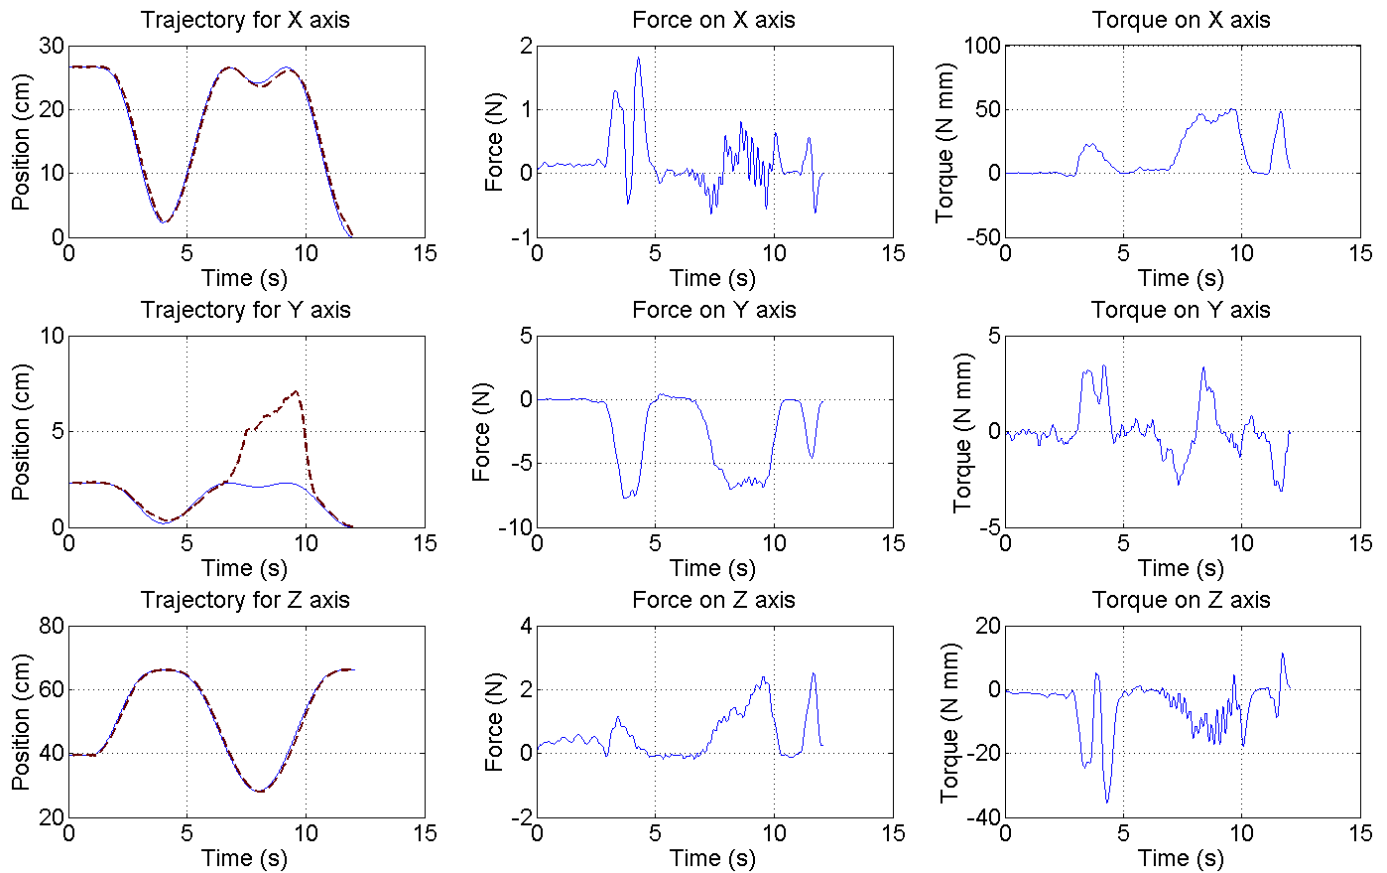 Trajectory for X axis
Position (cm)
30
20
10
0
0 5 10 15
Time (s)
Force on X axis
Force (N)
2
1
0
-1
0 5 10 15
Time (s)
Torque on X axis
Torque (N mm)
100
50
0
-50
0 5 10 15
Time (s)
Trajectory for Y axis
Position (cm)
10
5
0
0 5 10 15
Time (s)
Force on Y axis
Force (N)
5
0
-5
-10
0 5 10 15
Time (s)
Torque on Y axis
Torque (N mm)
5
0
-5
0 5 10 15
Time (s)
Trajectory for Z axis
Position (cm)
80
60
40
20
0 5 10 15
Time (s)
Force on Z axis
Force (N)
4
2
0
-2
0 5 10 15
Time (s)
Torque on Z axis
Torque (N mm)
20
0
-20
-40
0 5 10 15
Time (s)